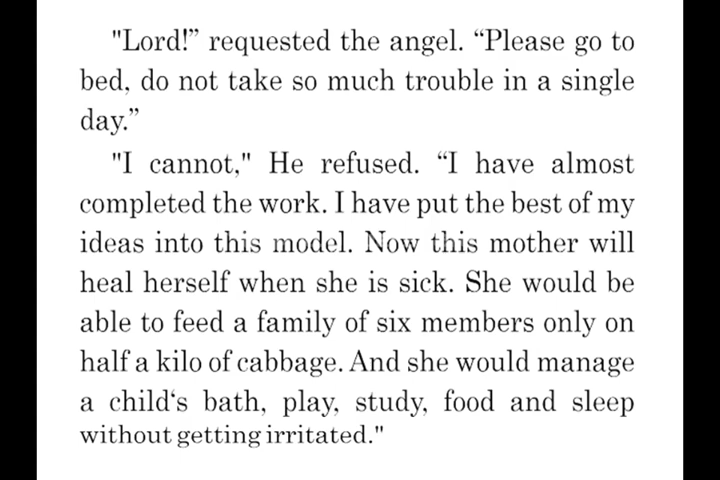 "Lord!” requested the angel. “Please go to
bed, do not take so much trouble in a single
day.”
"I cannot," He refused. “I have almost
completed the work. I have put the best of my
ideas into this model. Now this mother will
heal herself when she is sick. She would be
able to feed a family of six members only on
half a kilo of cabbage. And she would manage
a child‘s bath, play, study, food and sleep
without getting irritated."